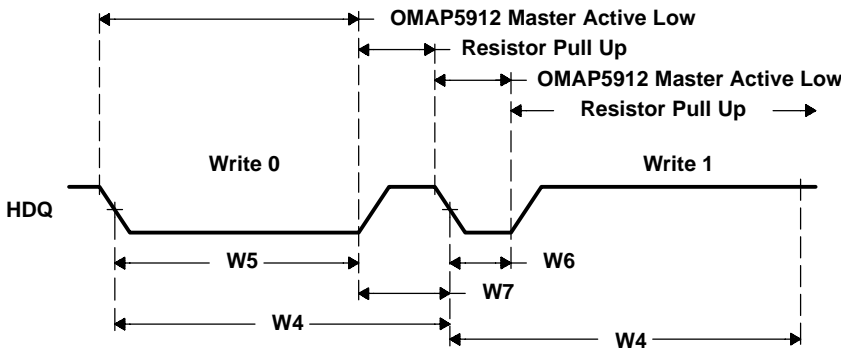 OMAP5912 Master Active Low
Resistor Pull Up
OMAP5912 Master Active Low
Resistor Pull Up
Write 0
Write 1
HDQ
W5
W6
W7
W4
W4